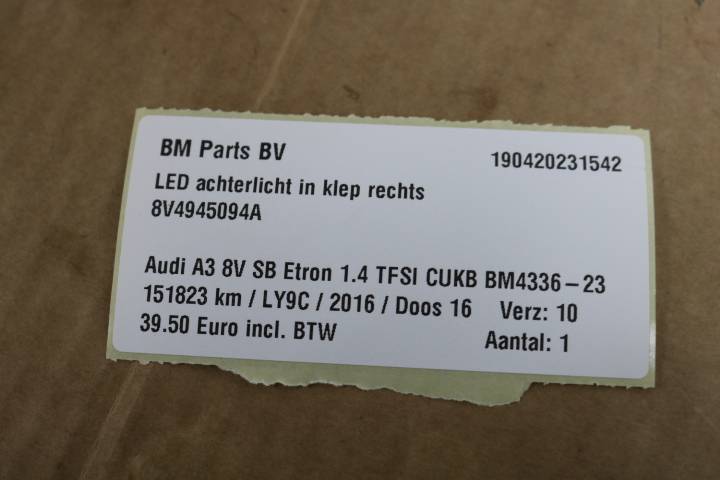 BM Parts BV 190420231542
LED achterlicht in klep rechts
8V4945094A
Audi A3 8V SB Etron 1.4 TFSI CUKB BM4336-23
151823 km / LY9C / 2016 / Doos 16 Verz: 10
39.50 Euro incl. BTW Aantal: 1